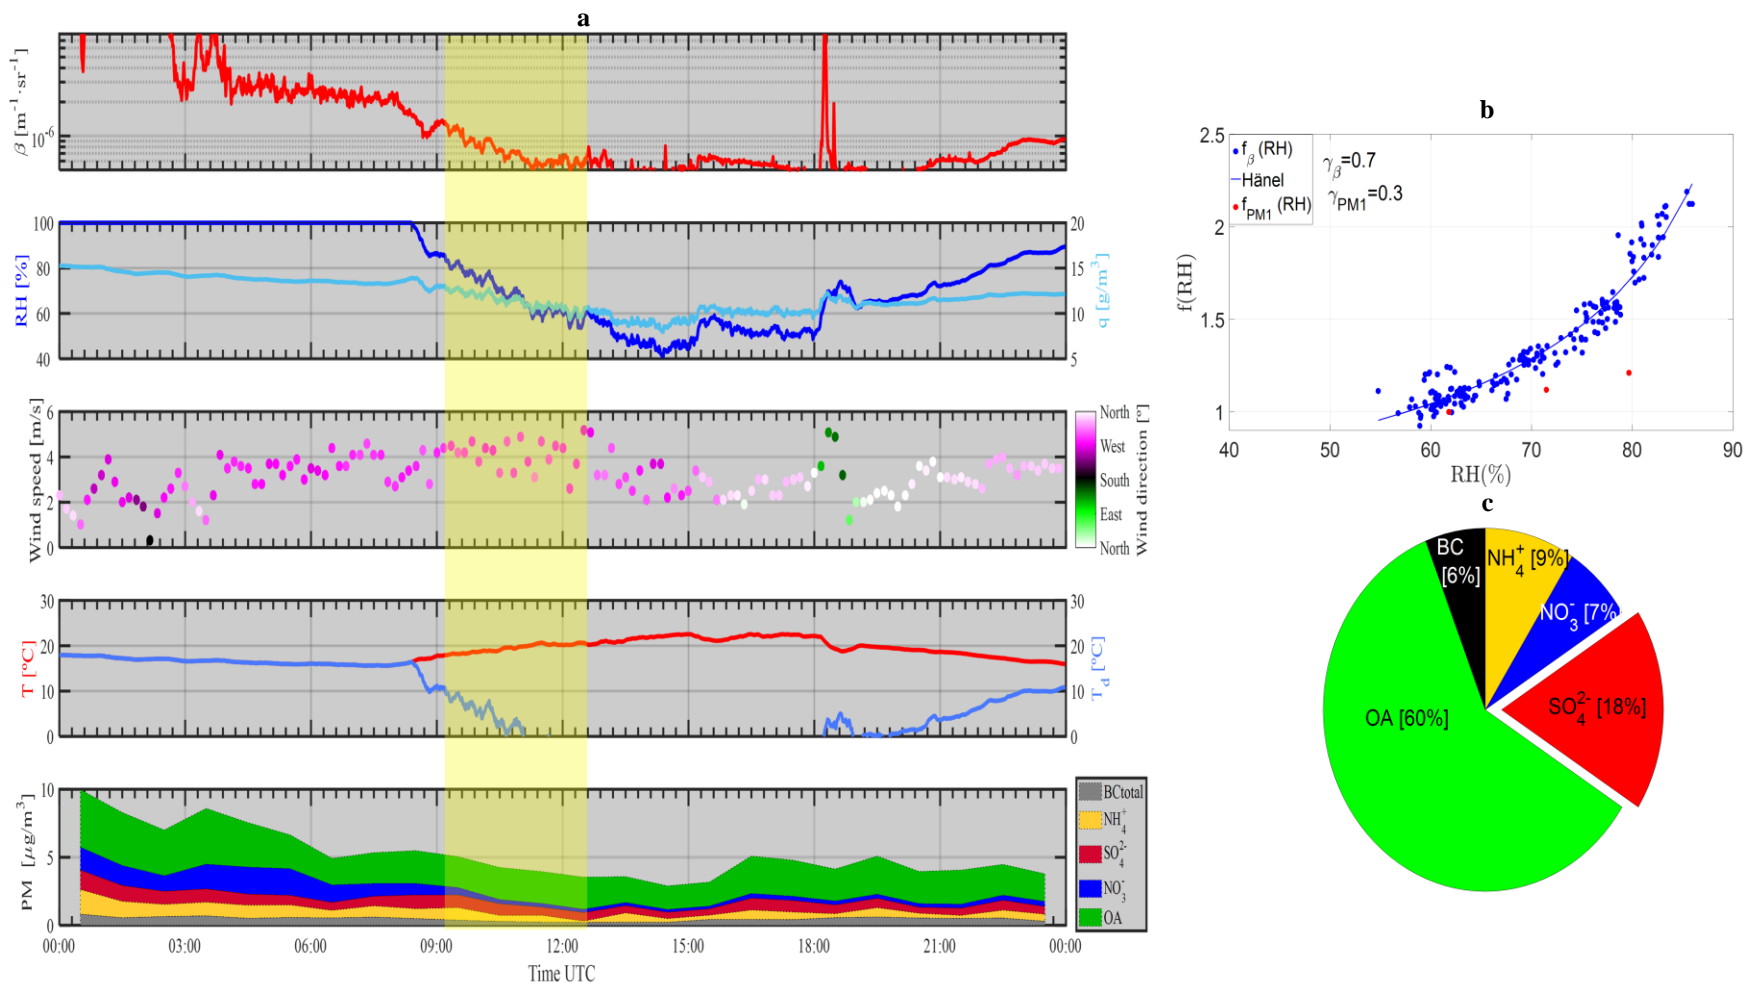 a
β [m⁻¹·sr⁻¹]
10⁻⁶
RH [%]
100
80
60
40
20
15
10
5
q [g/m³]
Wind speed [m/s]
6
4
2
0
North
West
South
East
North
Wind direction [°]
T [°C]
30
20
10
0
30
20
10
0
T_d [°C]
PM [μg/m³]
10
5
0
BCtotal
NH₄⁺
SO₄²⁻
NO₃⁻
OA
00:00 03:00 06:00 09:00 12:00 15:00 18:00 21:00 00:00
Time UTC
b
f(RH)
2.5
2
1.5
1
f_β (RH)
Hänel
f_PM1 (RH)
γ_β=0.7
γ_PM1=0.3
40 50 60 70 80 90
RH(%)
c
BC
[6%]
NH₄⁺ [9%]
NO₃⁻ [7%]
SO₄²⁻ [18%]
OA [60%]